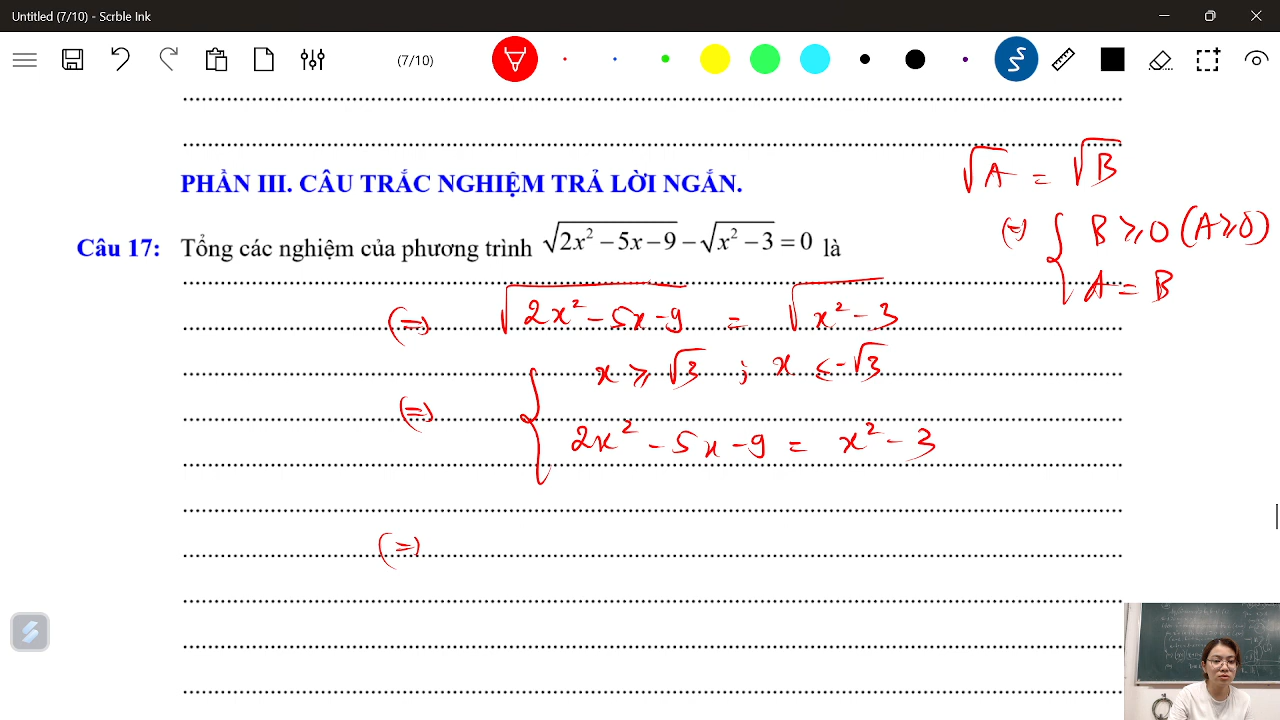 Untitled (7/10) - Scrble Ink
(7/10)
PHẦN III. CÂU TRẮC NGHIỆM TRẢ LỜI NGẮN.
√A = √B
(=) { B ≥ 0 (A ≥ 0)
A = B
Câu 17: Tổng các nghiệm của phương trình √(2x² − 5x − 9) − √(x² − 3) = 0 là
(=) √(2x² − 5x − 9) = √(x² − 3)
(=) { x ≥ √3 ; x ≤ −√3
2x² − 5x − 9 = x² − 3
(=)